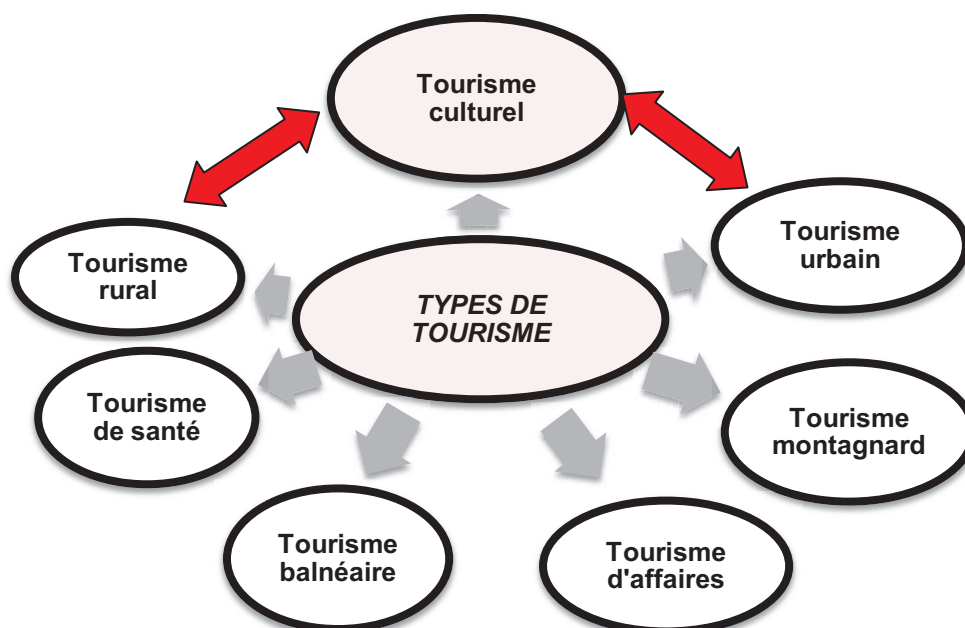 Tourisme
culturel
Tourisme
rural
Tourisme
urbain
TYPES DE
TOURISME
Tourisme
de santé
Tourisme
montagnard
Tourisme
balnéaire
Tourisme
d'affaires